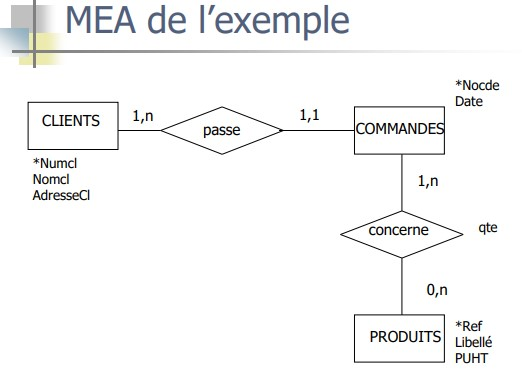 MEA de l'exemple
*Nocde
Date
CLIENTS
1,n
passe
1,1
COMMANDES
*Numcl
Nomcl
AdresseCl
1,n
concerne
qte
0,n
PRODUITS
*Ref
Libellé
PUHT